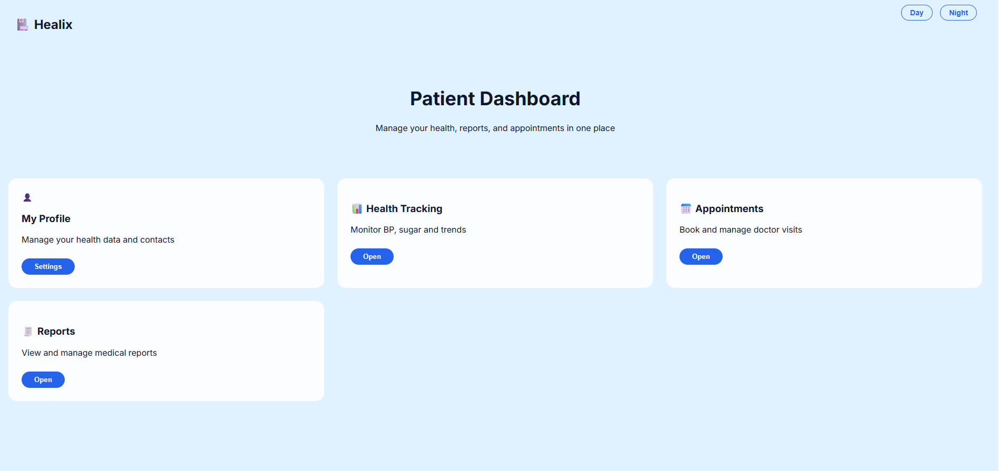 Healix
Day
Night
Patient Dashboard
Manage your health, reports, and appointments in one place
My Profile
Manage your health data and contacts
Settings
Health Tracking
Monitor BP, sugar and trends
Open
Appointments
Book and manage doctor visits
Open
Reports
View and manage medical reports
Open